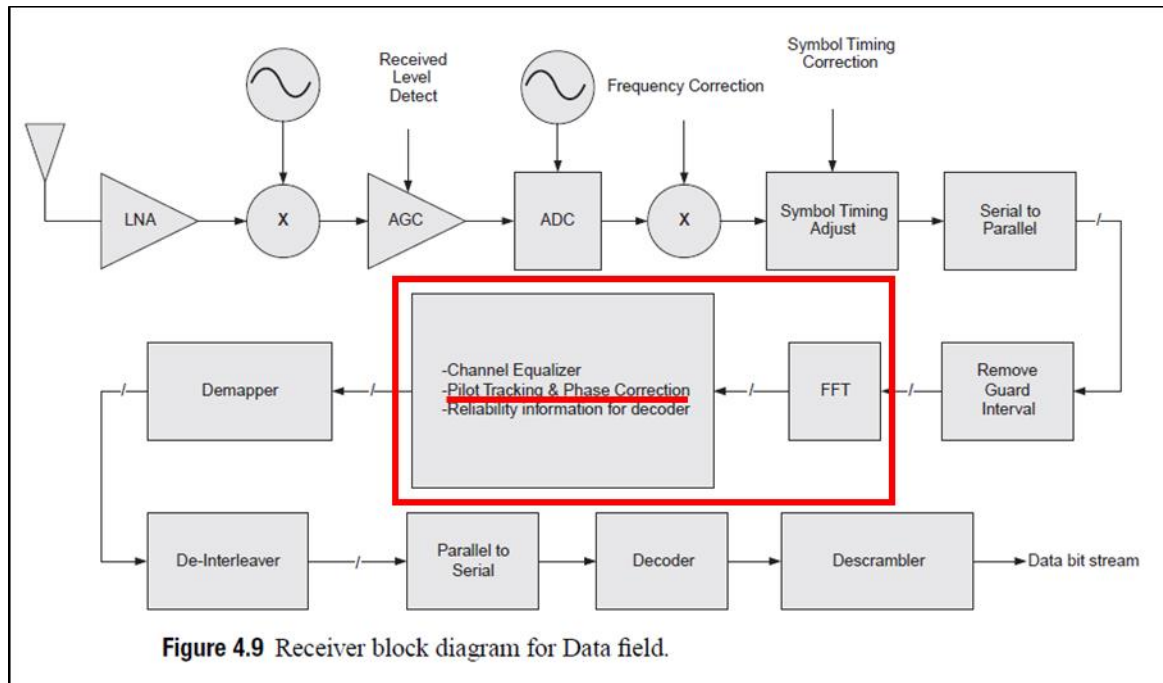 Received
Level
Detect
Frequency Correction
Symbol Timing
Correction
LNA
X
AGC
ADC
X
Symbol Timing
Adjust
Serial to
Parallel
/
Demapper
/
-Channel Equalizer
-Pilot Tracking & Phase Correction
-Reliability information for decoder
/
FFT
/
Remove
Guard
Interval
/
/
De-Interleaver
/
Parallel to
Serial
Decoder
Descrambler
Data bit stream
Figure 4.9 Receiver block diagram for Data field.